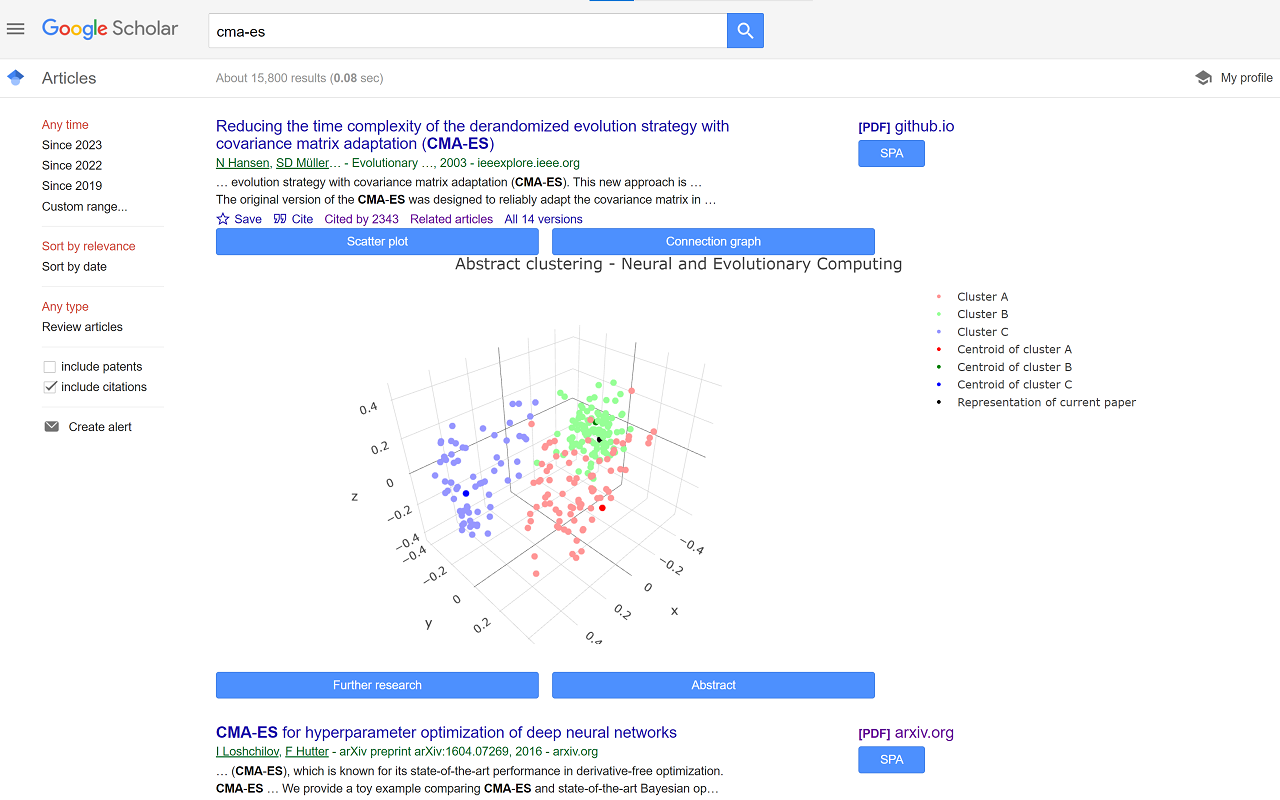 Google Scholar
cma-es
Articles
About 15,800 results (0.08 sec)
My profile
Any time
Since 2023
Since 2022
Since 2019
Custom range...
Sort by relevance
Sort by date
Any type
Review articles
include patents
include citations
Create alert
Reducing the time complexity of the derandomized evolution strategy with
covariance matrix adaptation (CMA-ES)
N Hansen, SD Müller… - Evolutionary …, 2003 - ieeexplore.ieee.org
… evolution strategy with covariance matrix adaptation (CMA-ES). This new approach is …
The original version of the CMA-ES was designed to reliably adapt the covariance matrix in …
Save Cite Cited by 2343 Related articles All 14 versions
[PDF] github.io
SPA
Scatter plot
Connection graph
Abstract clustering - Neural and Evolutionary Computing
Cluster A
Cluster B
Cluster C
Centroid of cluster A
Centroid of cluster B
Centroid of cluster C
Representation of current paper
0.4
0.2
0
−0.2
−0.4
z
−0.4
−0.2
0
0.2
y
−0.4
−0.2
0
0.2
0.4
x
Further research
Abstract
CMA-ES for hyperparameter optimization of deep neural networks
I Loshchilov, F Hutter - arXiv preprint arXiv:1604.07269, 2016 - arxiv.org
… (CMA-ES), which is known for its state-of-the-art performance in derivative-free optimization.
CMA-ES … We provide a toy example comparing CMA-ES and state-of-the-art Bayesian op…
[PDF] arxiv.org
SPA